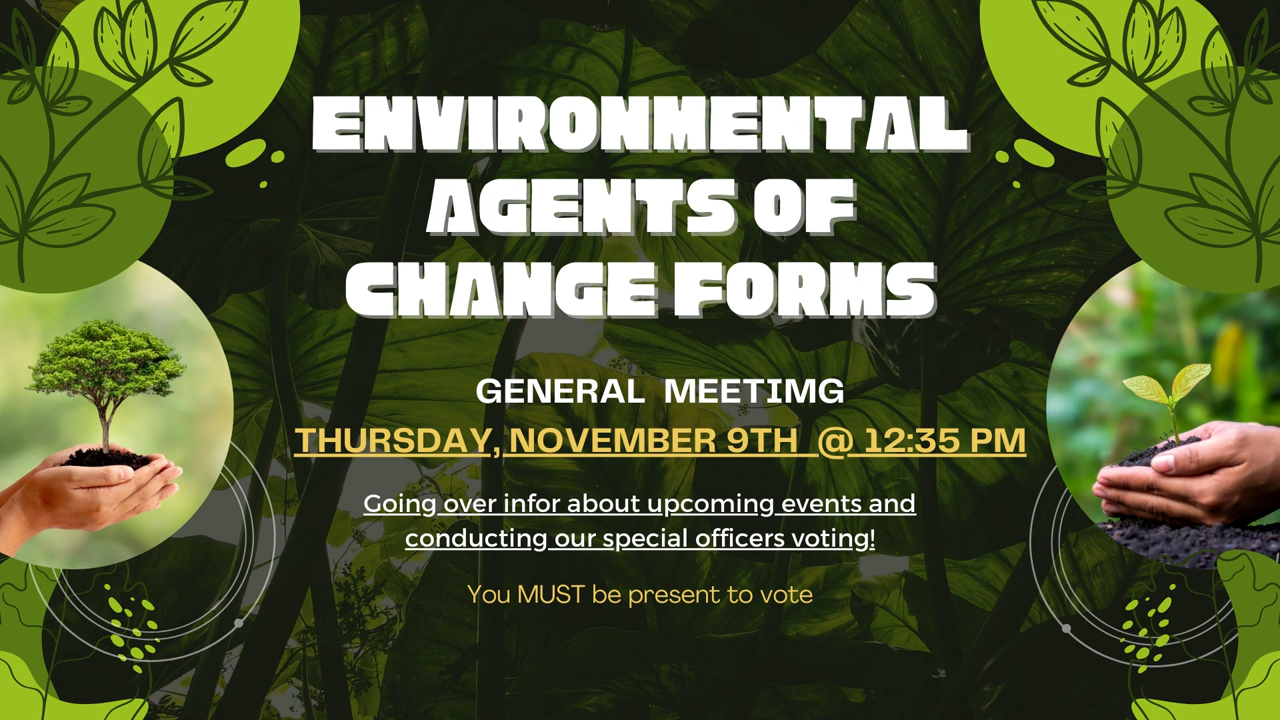 ENVIRONMENTAL
AGENTS OF
CHANGE FORMS
GENERAL MEETIMG
THURSDAY, NOVEMBER 9TH @ 12:35 PM
Going over infor about upcoming events and
conducting our special officers voting!
You MUST be present to vote